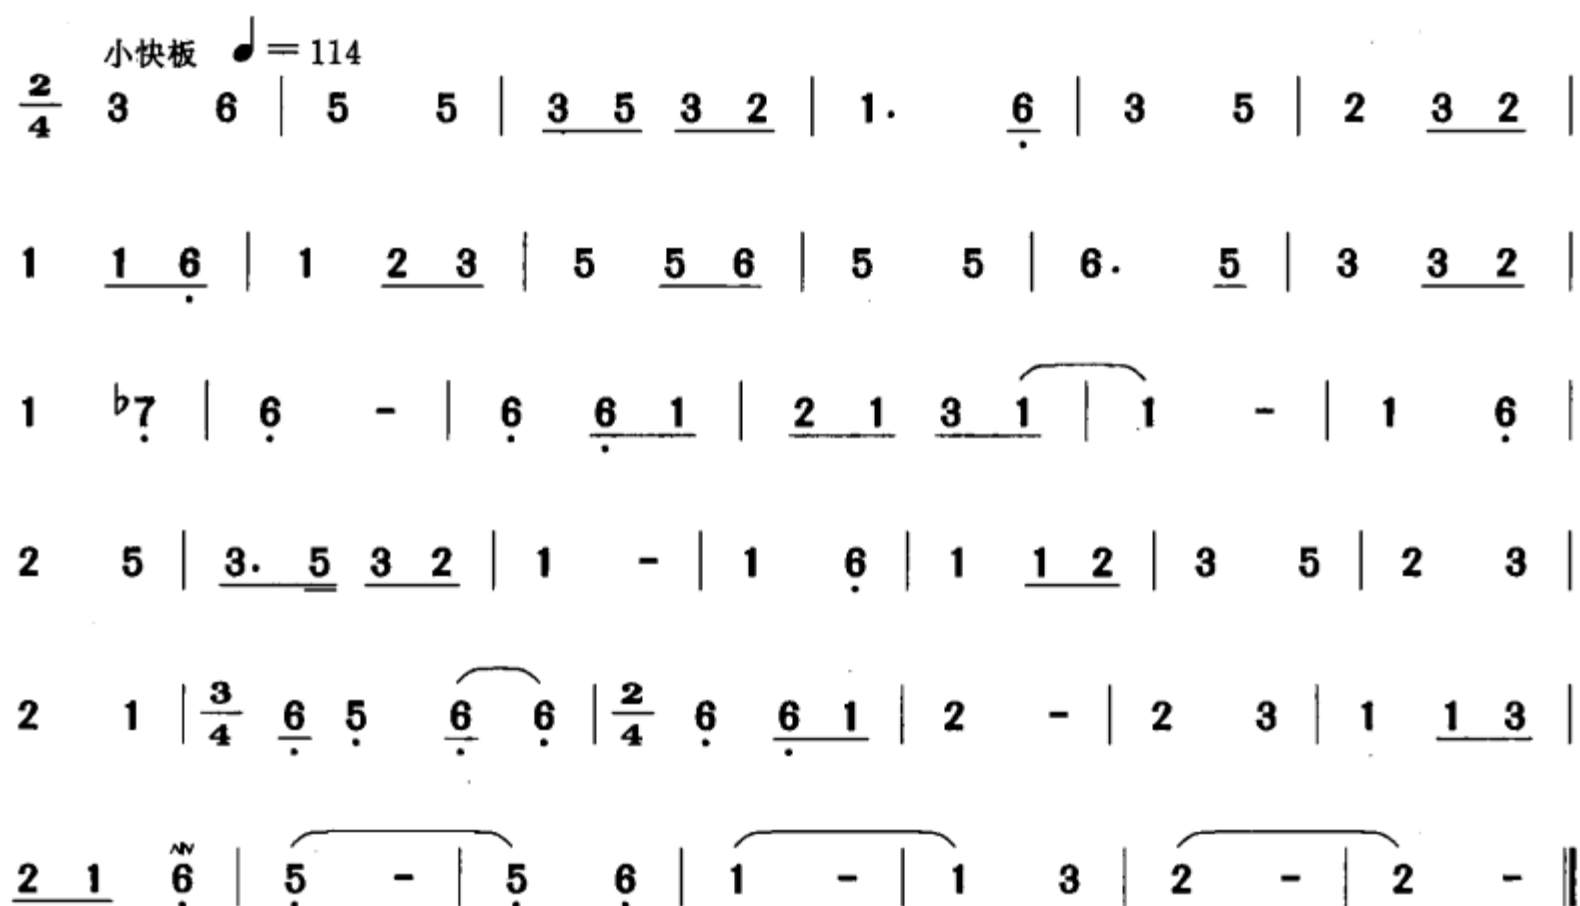 小快板 ♩=114
2/4 3 6 | 5 5 | 3 5 3 2 | 1. 6̣ | 3 5 | 2 3 2 |
1 1 6̣ | 1 2 3 | 5 5 6 | 5 5 | 6. 5 | 3 3 2 |
1 ♭7̣ | 6̣ - | 6̣ 6̣ 1 | 2 1 3 1 | 1 - | 1 6̣ |
2 5 | 3. 5 3 2 | 1 - | 1 6̣ | 1 1 2 | 3 5 | 2 3 |
2 1 | 3/4 6̣ 5̣ 6̣ 6̣ | 2/4 6̣ 6̣ 1 | 2 - | 2 3 | 1 1 3 |
2 1 6̣ | 5̣ - | 5̣ 6̣ | 1 - | 1 3 | 2 - | 2 - ‖